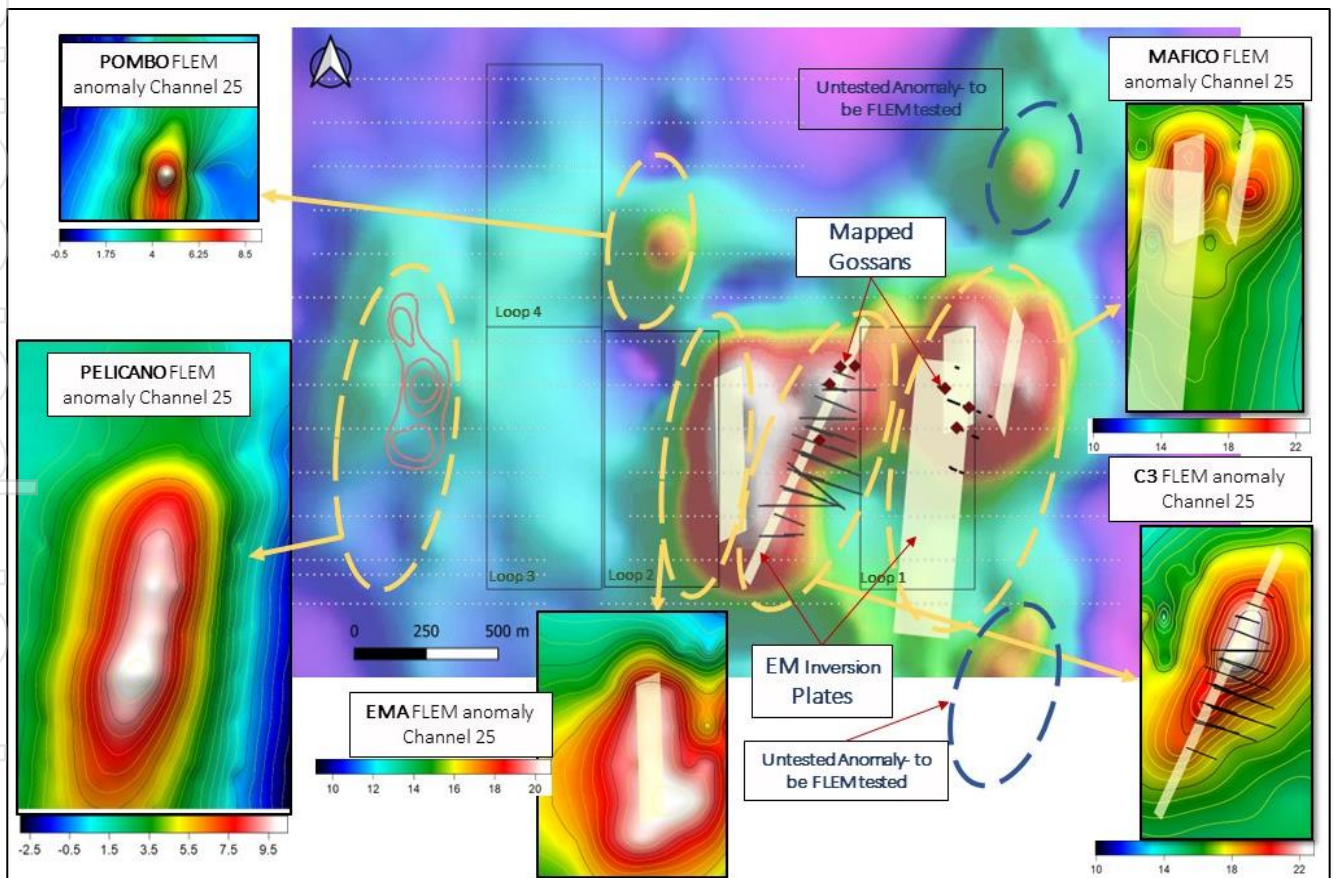 POMBO FLEM
anomaly Channel 25
-0.5 1.75 4 6.25 8.5
Untested Anomaly- to
be FLEM tested
MAFICO FLEM
anomaly Channel 25
10 14 18 22
Mapped
Gossans
Loop 4
PELICANO FLEM
anomaly Channel 25
-2.5 -0.5 1.5 3.5 5.5 7.5 9.5
Loop 3
Loop 2
Loop 1
0 250 500 m
EMA FLEM anomaly
Channel 25
10 12 14 16 18 20
EM Inversion
Plates
Untested Anomaly- to
be FLEM tested
C3 FLEM anomaly
Channel 25
10 14 18 22